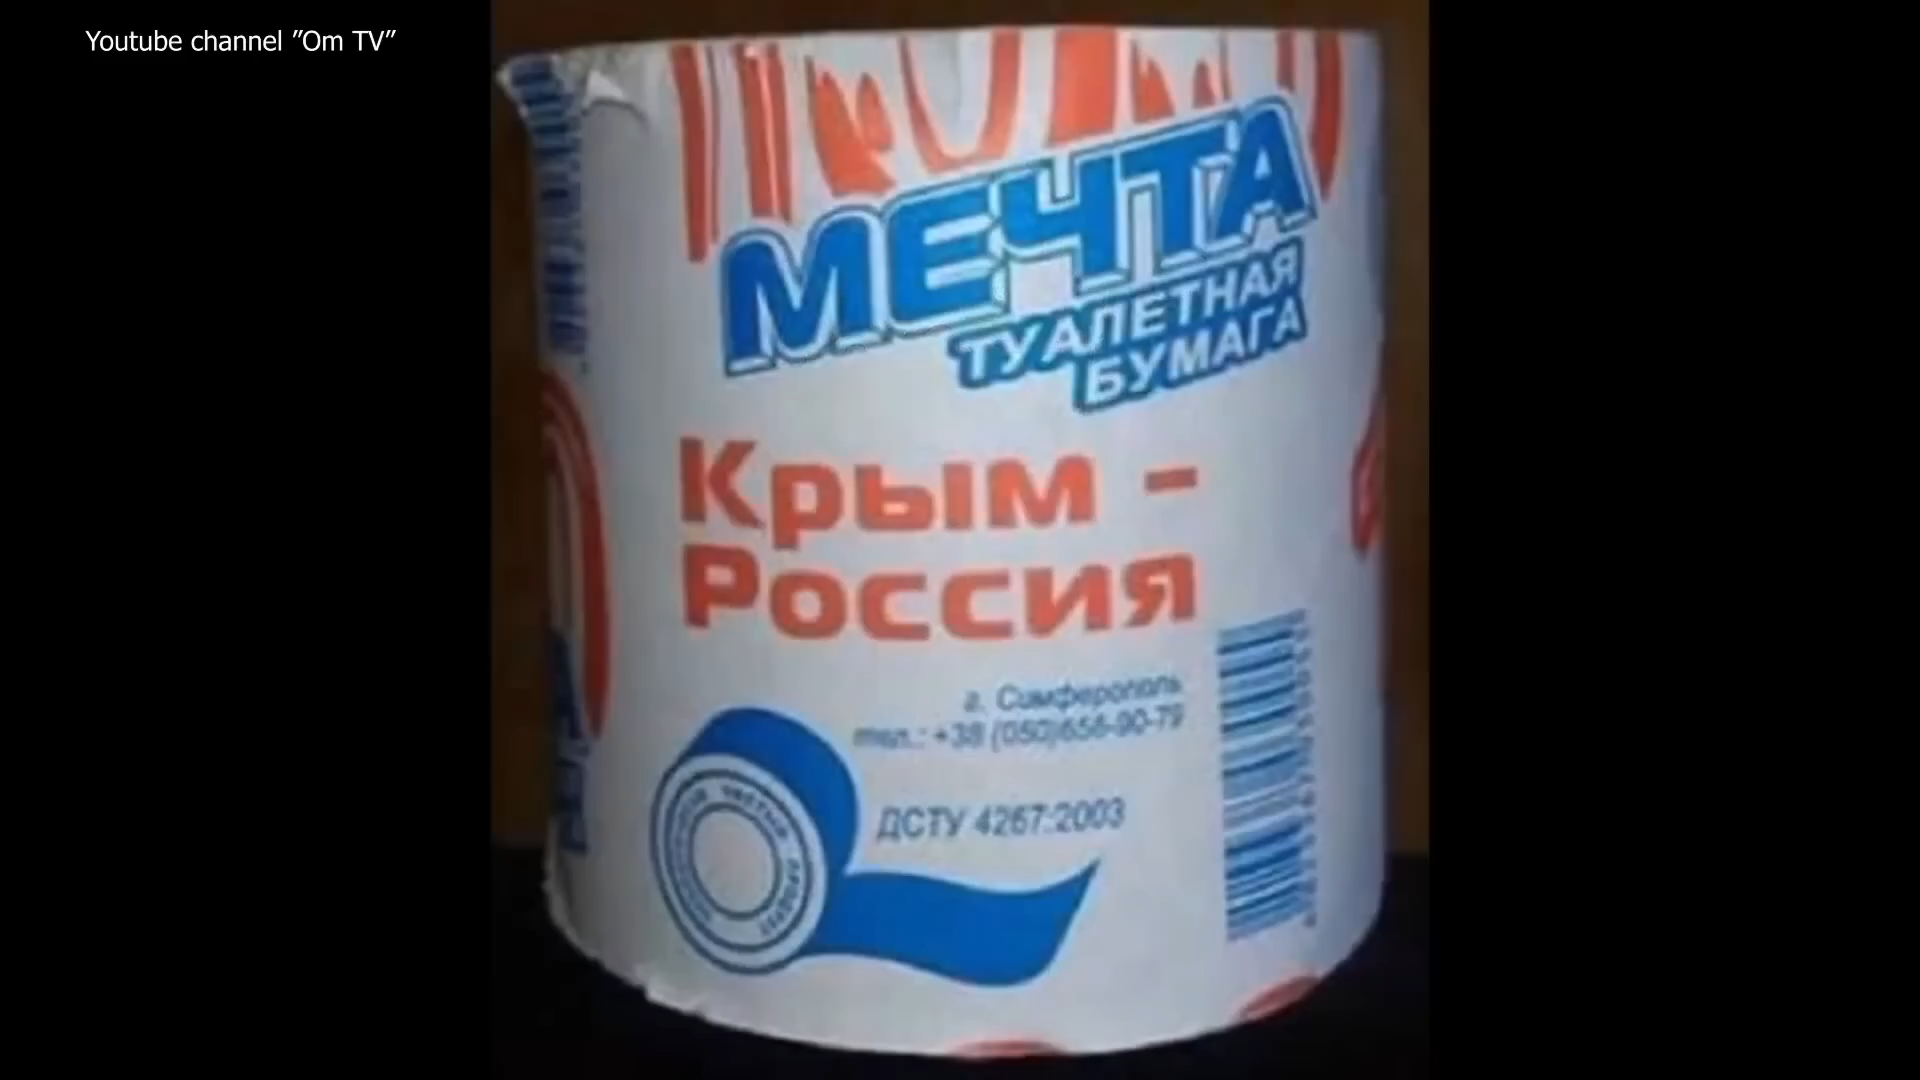 Youtube channel "Om TV"
МЕЧТА
ТУАЛЕТНАЯ
БУМАГА
Крым -
Россия
г. Симферополь
тел.: +38 (050)656-90-79
ДСТУ 4267:2003